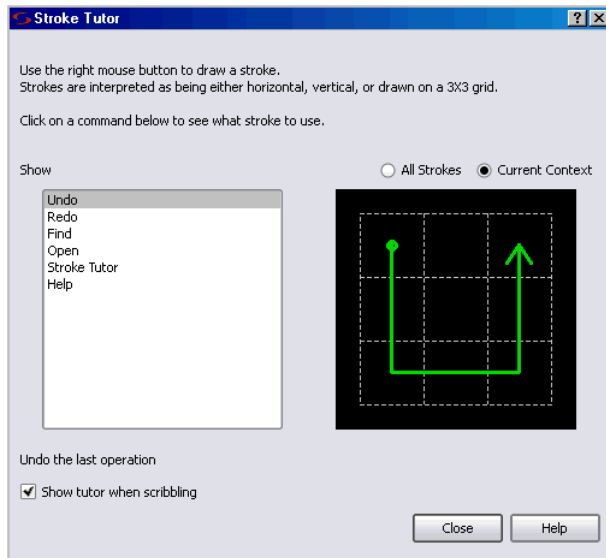 Stroke Tutor
Use the right mouse button to draw a stroke.
Strokes are interpreted as being either horizontal, vertical, or drawn on a 3X3 grid.
Click on a command below to see what stroke to use.
Show
All Strokes
Current Context
Undo
Redo
Find
Open
Stroke Tutor
Help
Undo the last operation
Show tutor when scribbling
Close
Help